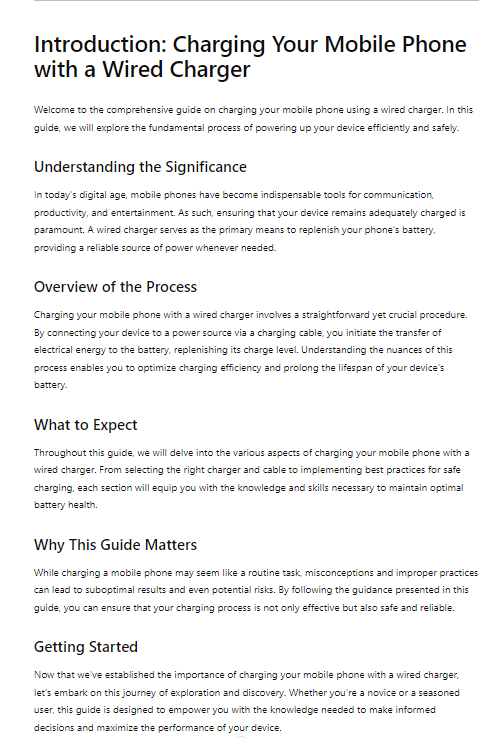 Introduction: Charging Your Mobile Phone
with a Wired Charger
Welcome to the comprehensive guide on charging your mobile phone using a wired charger. In this
guide, we will explore the fundamental process of powering up your device efficiently and safely.
Understanding the Significance
In today's digital age, mobile phones have become indispensable tools for communication,
productivity, and entertainment. As such, ensuring that your device remains adequately charged is
paramount. A wired charger serves as the primary means to replenish your phone's battery,
providing a reliable source of power whenever needed.
Overview of the Process
Charging your mobile phone with a wired charger involves a straightforward yet crucial procedure.
By connecting your device to a power source via a charging cable, you initiate the transfer of
electrical energy to the battery, replenishing its charge level. Understanding the nuances of this
process enables you to optimize charging efficiency and prolong the lifespan of your device's
battery.
What to Expect
Throughout this guide, we will delve into the various aspects of charging your mobile phone with a
wired charger. From selecting the right charger and cable to implementing best practices for safe
charging, each section will equip you with the knowledge and skills necessary to maintain optimal
battery health.
Why This Guide Matters
While charging a mobile phone may seem like a routine task, misconceptions and improper practices
can lead to suboptimal results and even potential risks. By following the guidance presented in this
guide, you can ensure that your charging process is not only effective but also safe and reliable.
Getting Started
Now that we've established the importance of charging your mobile phone with a wired charger,
let's embark on this journey of exploration and discovery. Whether you're a novice or a seasoned
user, this guide is designed to empower you with the knowledge needed to make informed
decisions and maximize the performance of your device.